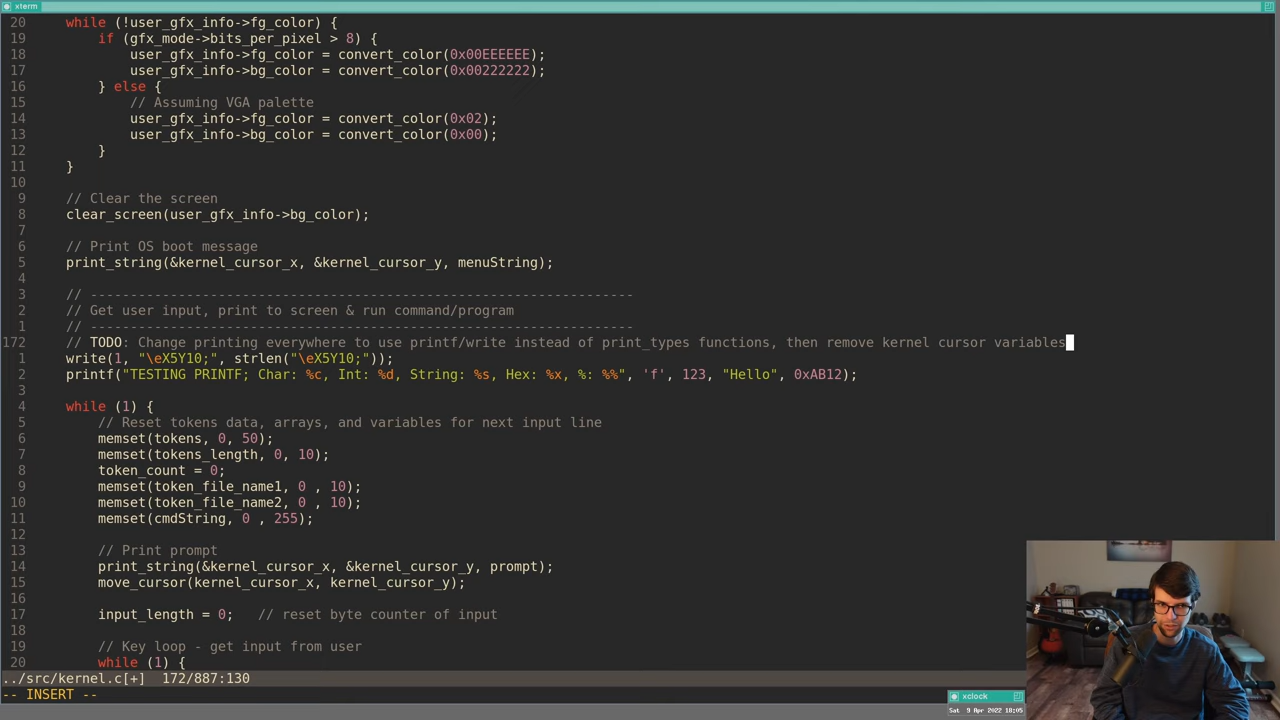 xterm
20     while (!user_gfx_info->fg_color) {
19         if (gfx_mode->bits_per_pixel > 8) {
18             user_gfx_info->fg_color = convert_color(0x00EEEEEE);
17             user_gfx_info->bg_color = convert_color(0x00222222);
16         } else {
15             // Assuming VGA palette
14             user_gfx_info->fg_color = convert_color(0x02);
13             user_gfx_info->bg_color = convert_color(0x00);
12         }
11     }
10
9     // Clear the screen
8     clear_screen(user_gfx_info->bg_color);
7
6     // Print OS boot message
5     print_string(&kernel_cursor_x, &kernel_cursor_y, menuString);
4
3     // --------------------------------------------------------------------
2     // Get user input, print to screen & run command/program
1     // --------------------------------------------------------------------
172     // TODO: Change printing everywhere to use printf/write instead of print_types functions, then remove kernel cursor variables
1     write(1, "\eX5Y10;", strlen("\eX5Y10;"));
2     printf("TESTING PRINTF; Char: %c, Int: %d, String: %s, Hex: %x, %: %%", 'f', 123, "Hello", 0xAB12);
3
4     while (1) {
5         // Reset tokens data, arrays, and variables for next input line
6         memset(tokens, 0, 50);
7         memset(tokens_length, 0, 10);
8         token_count = 0;
9         memset(token_file_name1, 0 , 10);
10         memset(token_file_name2, 0 , 10);
11         memset(cmdString, 0 , 255);
12
13         // Print prompt
14         print_string(&kernel_cursor_x, &kernel_cursor_y, prompt);
15         move_cursor(kernel_cursor_x, kernel_cursor_y);
16
17         input_length = 0;   // reset byte counter of input
18
19         // Key loop - get input from user
20         while (1) {
../src/kernel.c[+]  172/887:130
-- INSERT --
xclock
Sat  9 Apr 2022 18:05